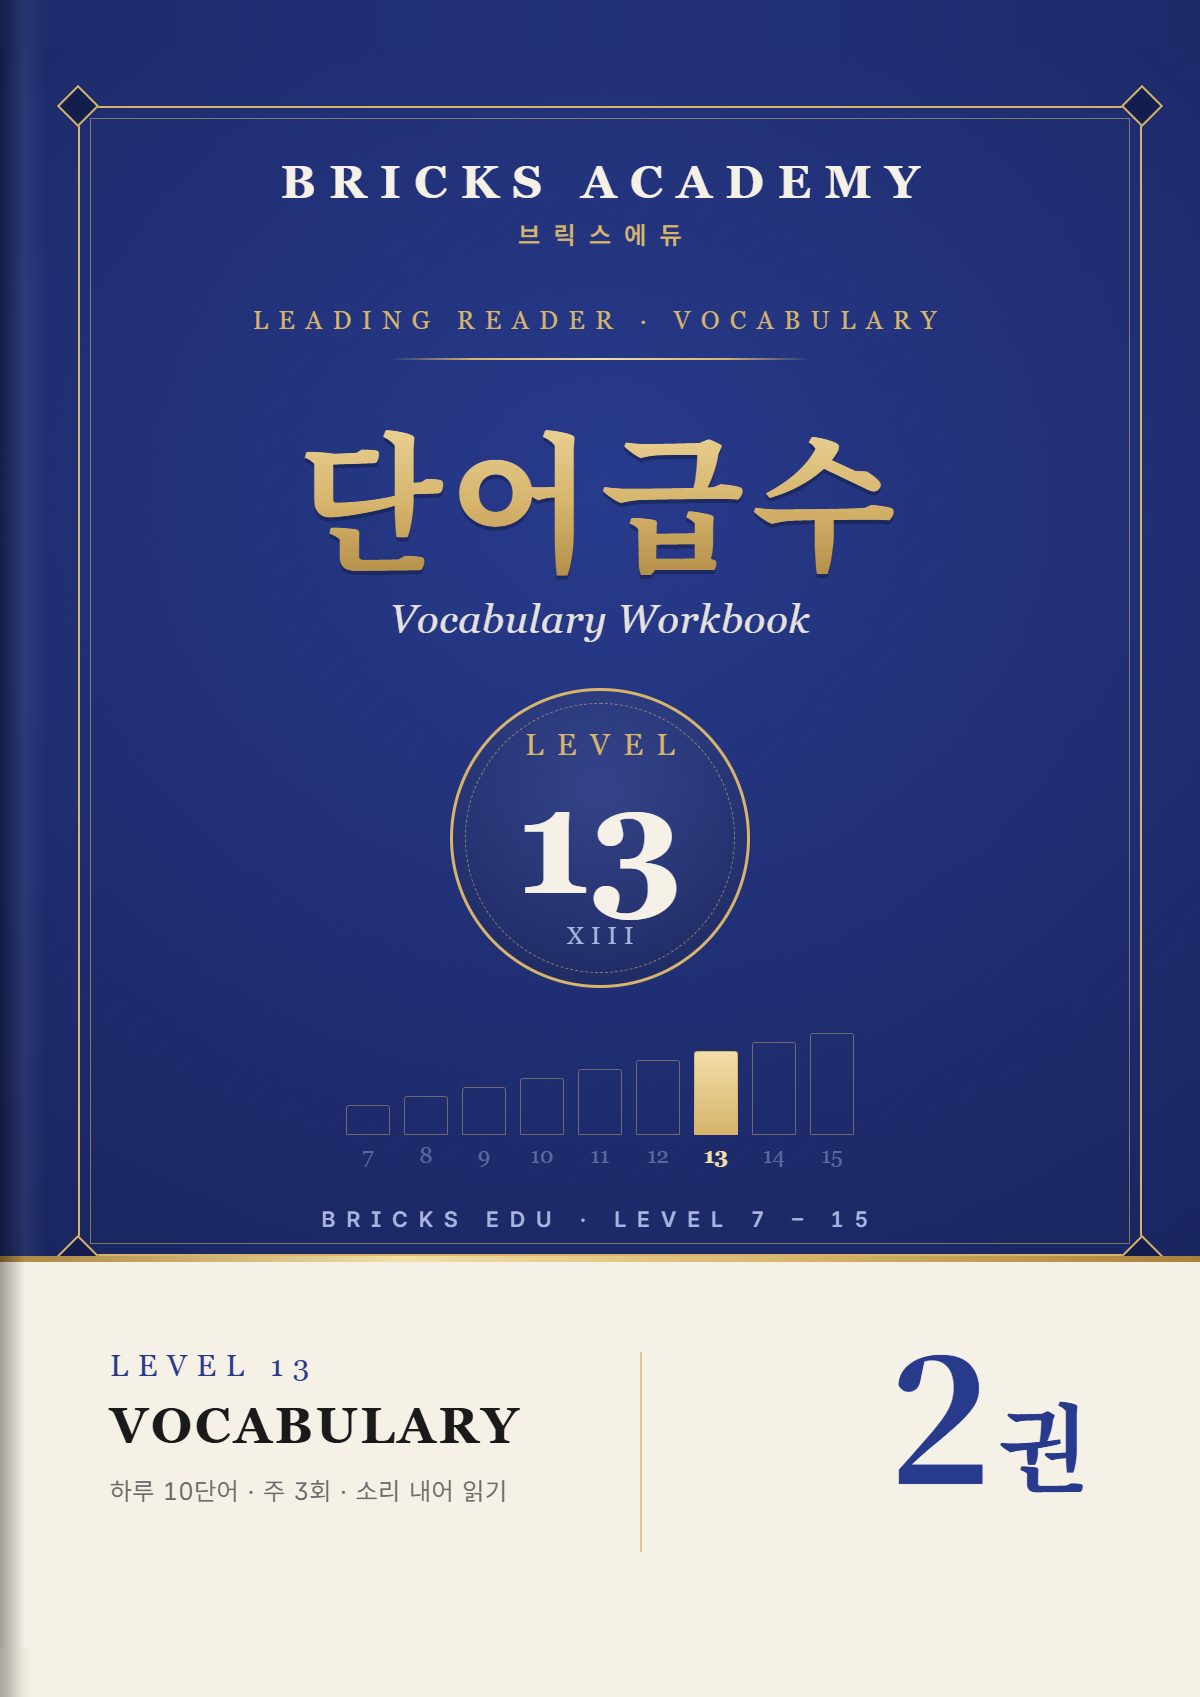 BRICKS ACADEMY
브릭스에듀
LEADING READER · VOCABULARY
단어급수
Vocabulary Workbook
LEVEL
13
XIII
7 8 9 10 11 12 13 14 15
BRICKS EDU · LEVEL 7 – 15
LEVEL 13
VOCABULARY
하루 10단어 · 주 3회 · 소리 내어 읽기
2권